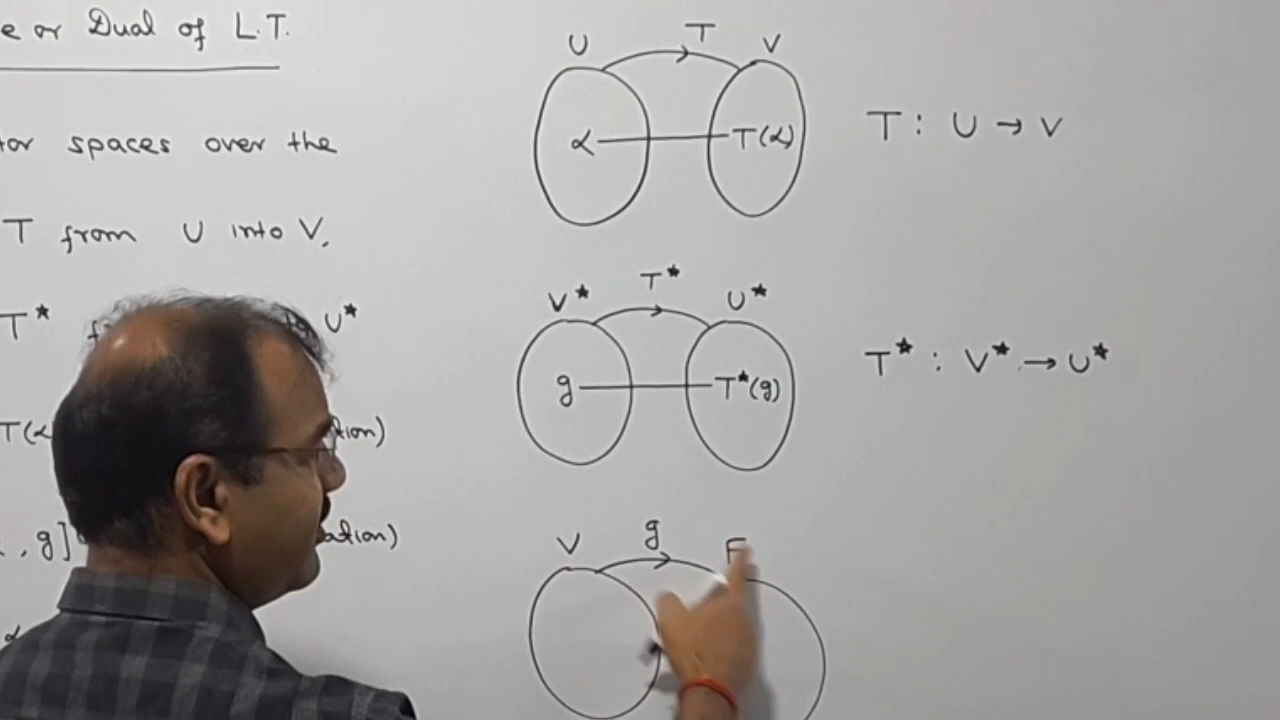 e or Dual of L.T.
tor spaces over the
T from U into V.
T* U*
T(α tion)
, g] ation)
α
U T V
α T(α)
T : U → V
V* T* U*
g T*(g)
T* : V* → U*
V g F